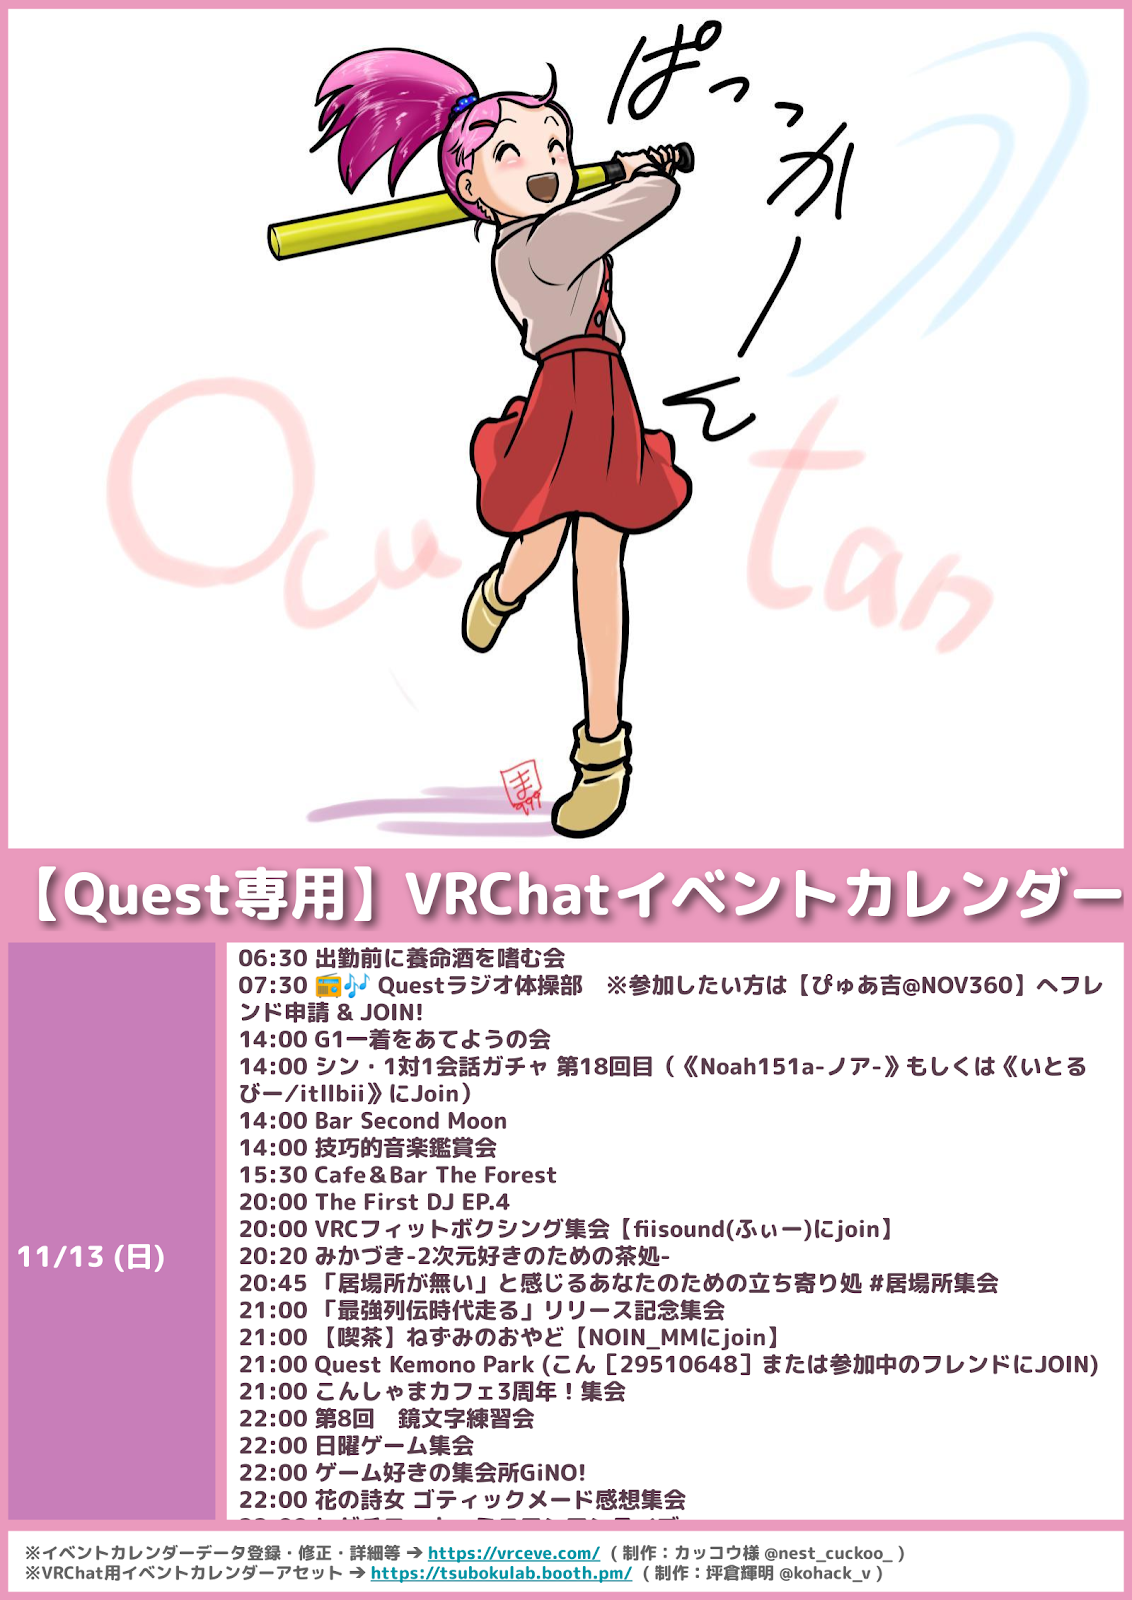 ぱっっかーん
Ocu tan
ま
999
【Quest専用】VRChatイベントカレンダー
11/13 (日)
06:30 出勤前に養命酒を嗜む会
07:30 📻🎶 Questラジオ体操部　※参加したい方は【ぴゅあ吉@NOV360】へフレ
ンド申請 & JOIN!
14:00 G1一着をあてようの会
14:00 シン・1対1会話ガチャ 第18回目（《Noah151a-ノア-》もしくは《いとる
びー/itllbii》にJoin）
14:00 Bar Second Moon
14:00 技巧的音楽鑑賞会
15:30 Cafe＆Bar The Forest
20:00 The First DJ EP.4
20:00 VRCフィットボクシング集会【fiisound(ふぃー)にjoin】
20:20 みかづき-2次元好きのための茶処-
20:45 「居場所が無い」と感じるあなたのための立ち寄り処 #居場所集会
21:00 「最強列伝時代走る」リリース記念集会
21:00 【喫茶】ねずみのおやど【NOIN_MMにjoin】
21:00 Quest Kemono Park (こん［29510648］または参加中のフレンドにJOIN)
21:00 こんしゃまカフェ3周年！集会
22:00 第8回　鏡文字練習会
22:00 日曜ゲーム集会
22:00 ゲーム好きの集会所GiNO!
22:00 花の詩女 ゴティックメード感想集会
※イベントカレンダーデータ登録・修正・詳細等 ➔ https://vrceve.com/ ( 制作：カッコウ様 @nest_cuckoo_ )
※VRChat用イベントカレンダーアセット ➔ https://tsubokulab.booth.pm/ ( 制作：坪倉輝明 @kohack_v )